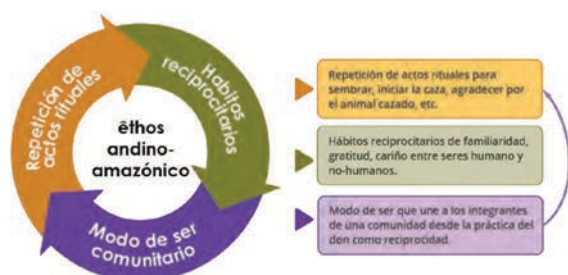 Repetición de
actos rituales
Hábitos
reciprocitarios
êthos
andino-
amazónico
Modo de ser
comunitario
Repetición de actos rituales para
sembrar, iniciar la caza, agradecer por
el animal cazado, etc.
Hábitos reciprocitarios de familiaridad,
gratitud, cariño entre seres humano y
no-humanos.
Modo de ser que une a los integrantes
de una comunidad desde la práctica del
don como reciprocidad.